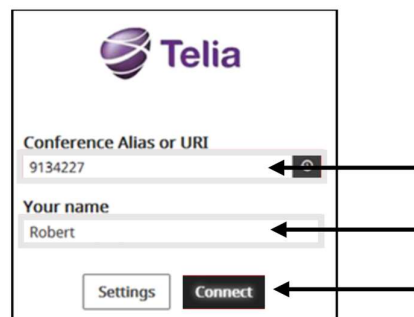 Telia
Conference Alias or URI
9134227
Your name
Robert
Settings Connect